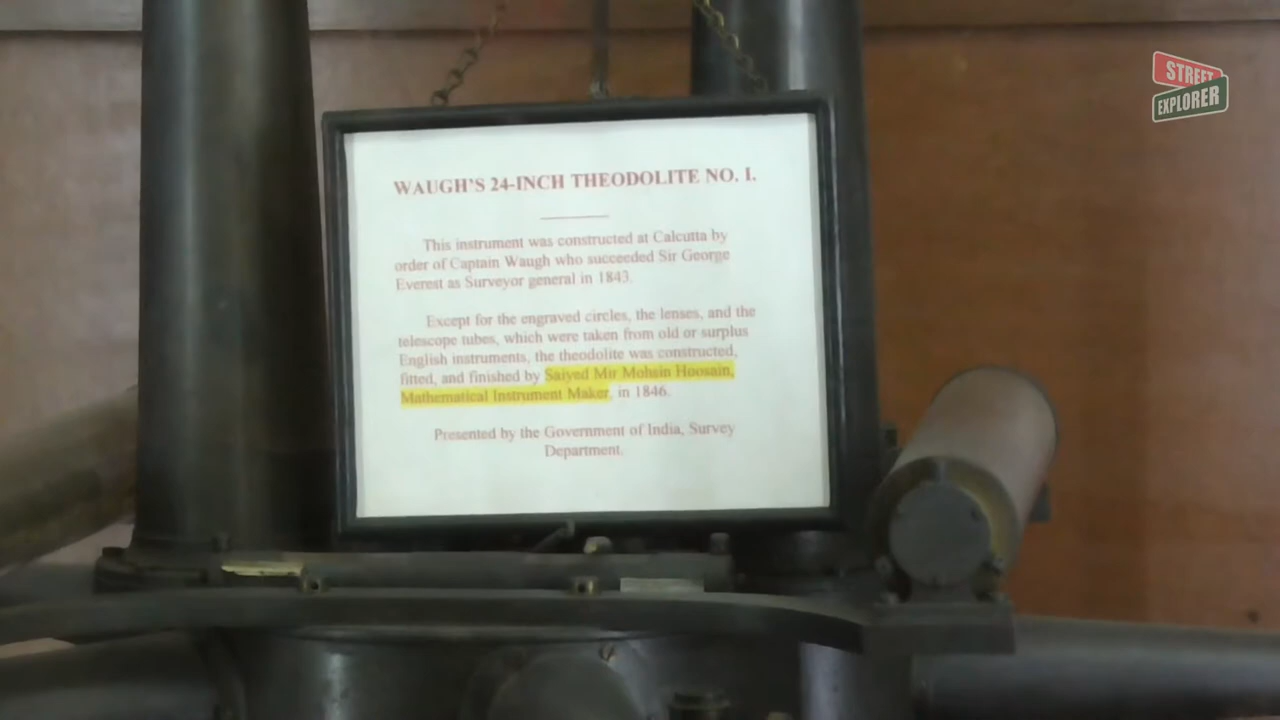 STREET
EXPLORER
WAUGH'S 24-INCH THEODOLITE NO. I.
This instrument was constructed at Calcutta by
order of Captain Waugh who succeeded Sir George
Everest as Surveyor general in 1843.
Except for the engraved circles, the lenses, and the
telescope tubes, which were taken from old or surplus
English instruments, the theodolite was constructed,
fitted, and finished by Saiyed Mir Mohsin Hoosain,
Mathematical Instrument Maker, in 1846.
Presented by the Government of India, Survey
Department.